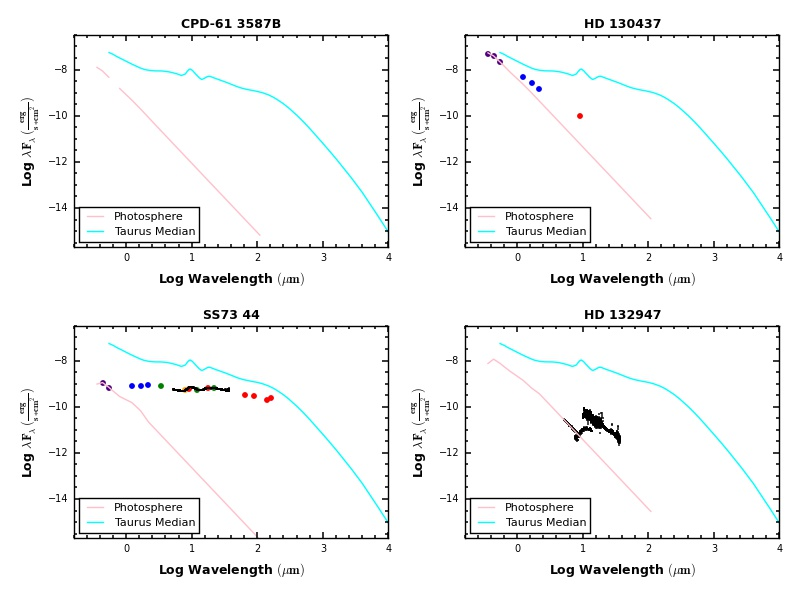 CPD-61 3587B
HD 130437
Log λF_λ (erg/s*cm²)
−8
−10
−12
−14
Photosphere
Taurus Median
0 1 2 3 4
Log Wavelength (μm)
Log λF_λ (erg/s*cm²)
−8
−10
−12
−14
Photosphere
Taurus Median
0 1 2 3 4
Log Wavelength (μm)
SS73 44
HD 132947
Log λF_λ (erg/s*cm²)
−8
−10
−12
−14
Photosphere
Taurus Median
0 1 2 3 4
Log Wavelength (μm)
Log λF_λ (erg/s*cm²)
−8
−10
−12
−14
Photosphere
Taurus Median
0 1 2 3 4
Log Wavelength (μm)